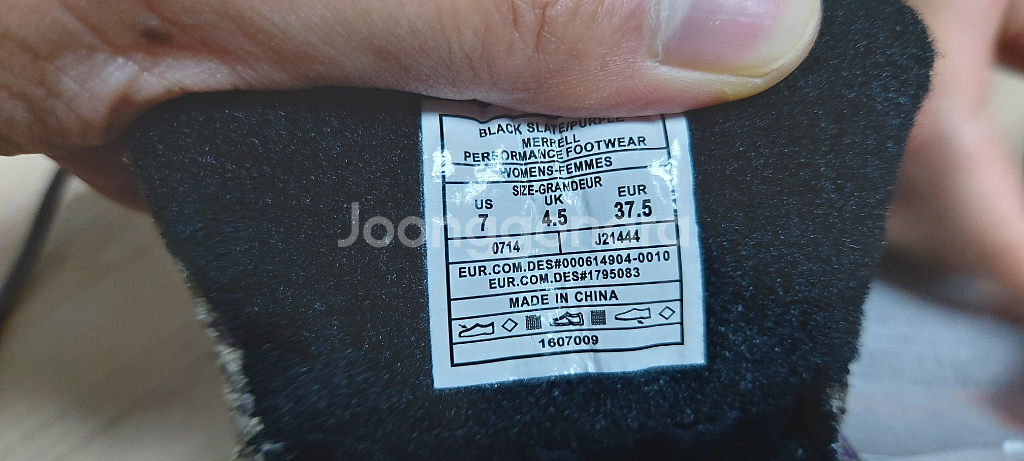 BLACK SLATE/PURPLE
MERRELL
PERFORMANCE FOOTWEAR
WOMENS-FEMMES
SIZE-GRANDEUR
US UK EUR
7 4.5 37.5
0714 J21444
EUR.COM.DES#000614904-0010
EUR.COM.DES#1795083
MADE IN CHINA
1607009
Joonggonara